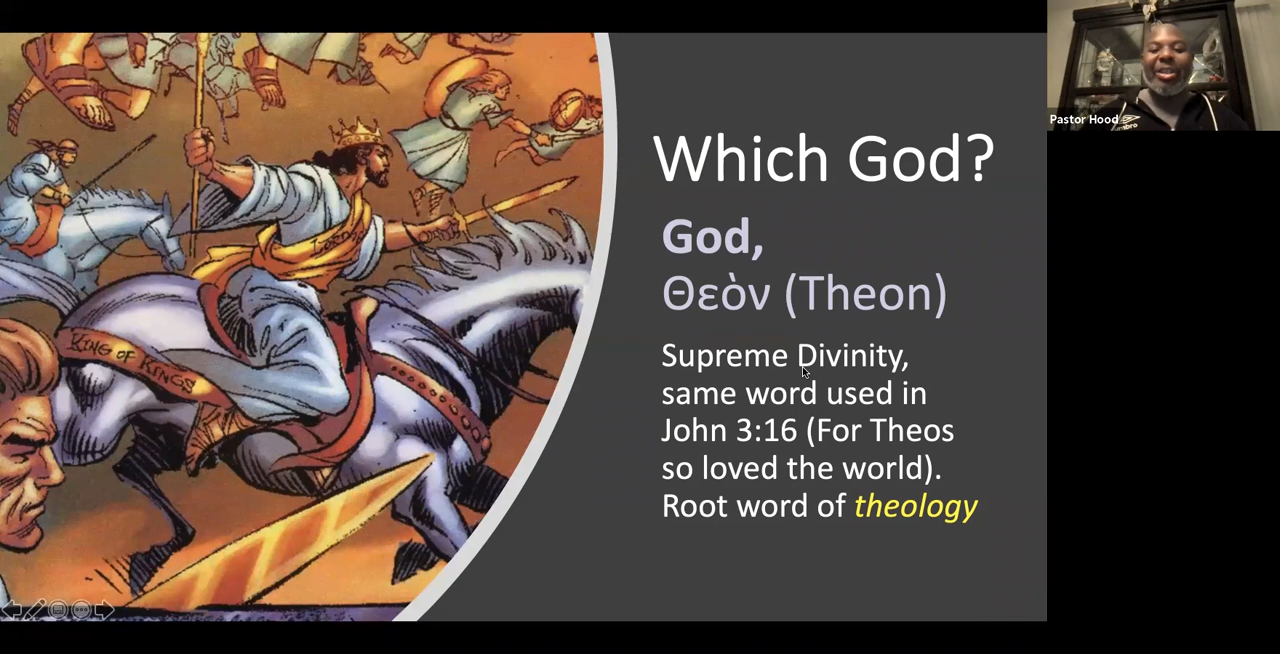 Which God?
God,
Θεὸν (Theon)
Supreme Divinity,
same word used in
John 3:16 (For Theos
so loved the world).
Root word of theology
KING OF KINGS
Pastor Hood
umbro